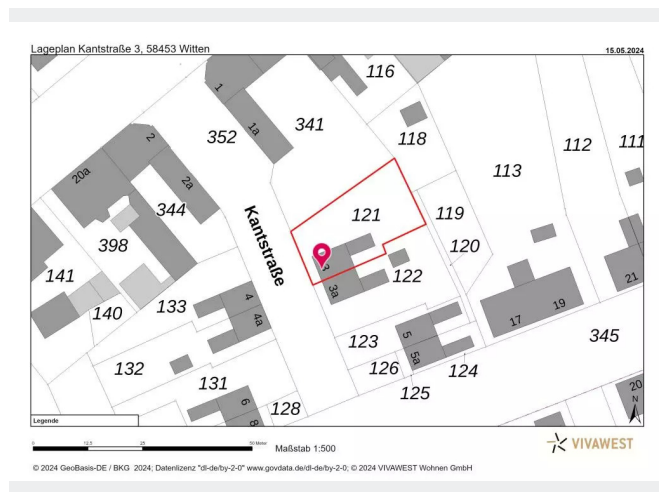 Lageplan Kantstraße 3, 58453 Witten
15.05.2024
116
1
1a
341
352
118
2
20a
2a
112
111
113
344
121
119
Kantstraße
398
120
141
3
122
3a
21
140
133
4
4a
19
17
345
5
123
5a
132
126
124
131
125
20
6
128
8
N
Legende
0 12,5 25 50 Meter
Maßstab 1:500
VIVAWEST
© 2024 GeoBasis-DE / BKG 2024; Datenlizenz "dl-de/by-2-0" www.govdata.de/dl-de/by-2-0; © 2024 VIVAWEST Wohnen GmbH